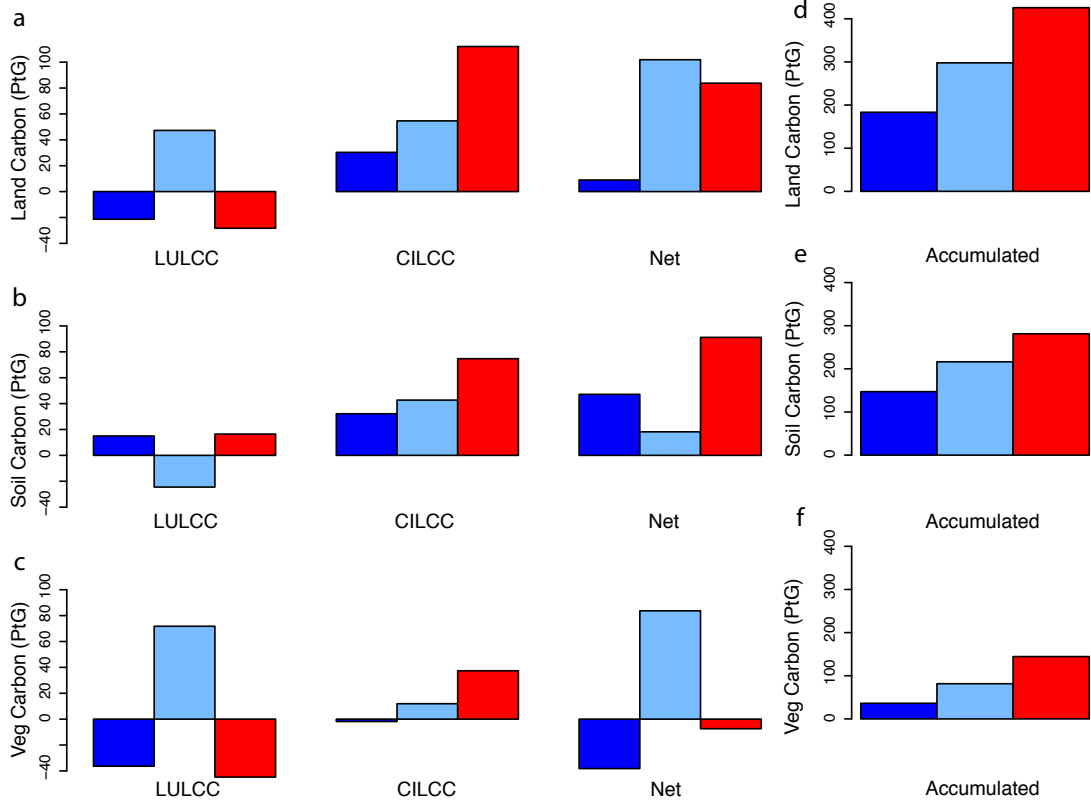 a
Land Carbon (PtG)
−40 0 20 40 60 80 100
LULCC CILCC Net
d
Land Carbon (PtG)
0 100 200 300 400
Accumulated
b
Soil Carbon (PtG)
−40 0 20 40 60 80 100
LULCC CILCC Net
e
Soil Carbon (PtG)
0 100 200 300 400
Accumulated
c
Veg Carbon (PtG)
−40 0 20 40 60 80 100
LULCC CILCC Net
f
Veg Carbon (PtG)
0 100 200 300 400
Accumulated